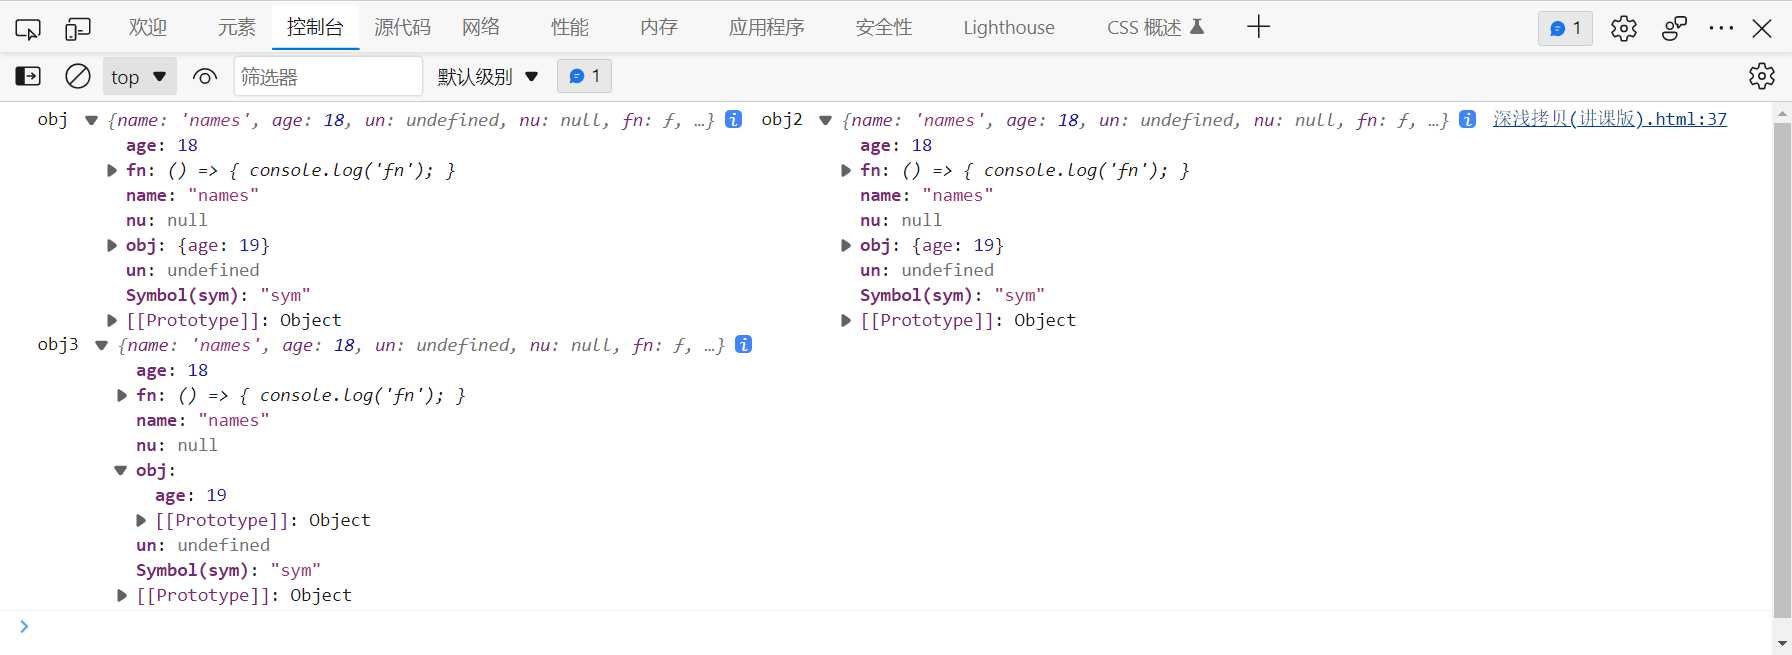 欢迎 元素 控制台 源代码 网络 性能 内存 应用程序 安全性 Lighthouse CSS 概述 1
top 筛选器 默认级别 1
obj {name: 'names', age: 18, un: undefined, nu: null, fn: ƒ, …} i obj2 {name: 'names', age: 18, un: undefined, nu: null, fn: ƒ, …} i 深浅拷贝(讲课版).html:37
age: 18 age: 18
fn: () => { console.log('fn'); } fn: () => { console.log('fn'); }
name: "names" name: "names"
nu: null nu: null
obj: {age: 19} obj: {age: 19}
un: undefined un: undefined
Symbol(sym): "sym" Symbol(sym): "sym"
[[Prototype]]: Object [[Prototype]]: Object
obj3 {name: 'names', age: 18, un: undefined, nu: null, fn: ƒ, …} i
age: 18
fn: () => { console.log('fn'); }
name: "names"
nu: null
obj:
age: 19
[[Prototype]]: Object
un: undefined
Symbol(sym): "sym"
[[Prototype]]: Object